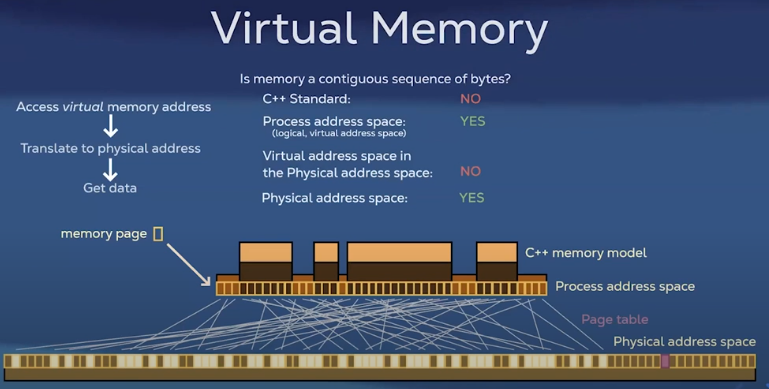 Virtual Memory
Is memory a contiguous sequence of bytes?
C++ Standard: NO
Process address space: YES
(logical, virtual address space)
Virtual address space in
the Physical address space: NO
Physical address space: YES
Access virtual memory address
Translate to physical address
Get data
memory page
C++ memory model
Process address space
Page table
Physical address space